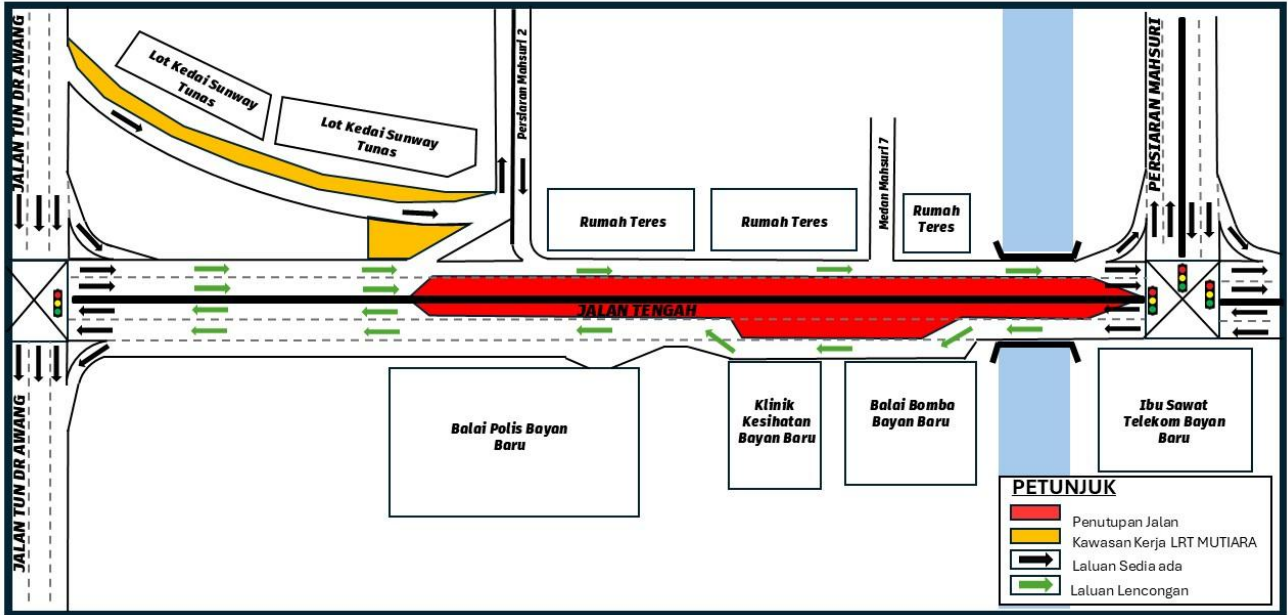 JALAN TUN DR AWANG
Lot Kedai Sunway
Tunas
Lot Kedai Sunway
Tunas
Persiaran Mahsuri 2
Rumah Teres
Rumah Teres
Medan Mahsuri 7
Rumah
Teres
PERSIARAN MAHSURI
JALAN TENGAH
JALAN TUN DR AWANG
Balai Polis Bayan
Baru
Klinik
Kesihatan
Bayan Baru
Balai Bomba
Bayan Baru
Ibu Sawat
Telekom Bayan
Baru
PETUNJUK
Penutupan Jalan
Kawasan Kerja LRT MUTIARA
Laluan Sedia ada
Laluan Lencongan